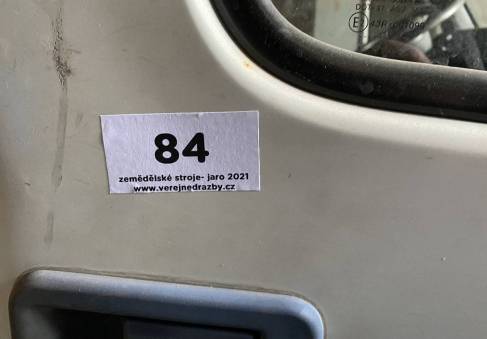 84
zemědělské stroje- jaro 2021
www.verejnedrazby.cz